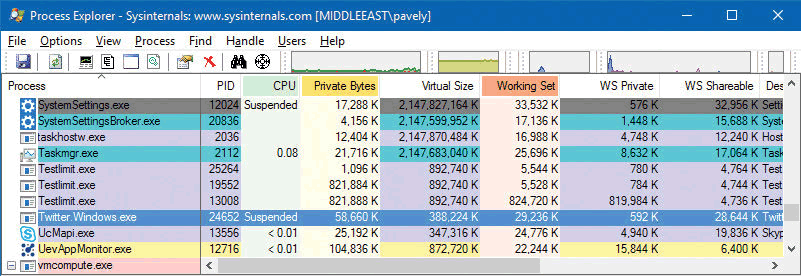 Process Explorer - Sysinternals: www.sysinternals.com [MIDDLEEAST\pavely]
File Options View Process Find Handle Users Help
Process PID CPU Private Bytes Virtual Size Working Set WS Private WS Shareable Des
SystemSettings.exe 12024 Suspended 17,288 K 2,147,827,164 K 33,532 K 576 K 32,956 K Settin
SystemSettingsBroker.exe 20836 4,156 K 2,147,599,952 K 17,136 K 1,448 K 15,688 K Syste
taskhostw.exe 2036 12,404 K 2,147,870,484 K 16,988 K 4,748 K 12,240 K Host
Taskmgr.exe 2112 0.08 21,716 K 2,147,683,040 K 25,696 K 8,632 K 17,064 K Task
Testlimit.exe 25264 1,096 K 892,740 K 5,544 K 780 K 4,764 K Testli
Testlimit.exe 19552 821,884 K 892,740 K 5,528 K 784 K 4,744 K Testli
Testlimit.exe 13008 821,888 K 892,740 K 824,720 K 819,984 K 4,736 K Testli
Twitter.Windows.exe 24652 Suspended 58,660 K 388,224 K 29,236 K 592 K 28,644 K Twitt
UcMapi.exe 13556 < 0.01 25,192 K 347,316 K 24,776 K 4,940 K 19,836 K Skyp
UevAppMonitor.exe 12716 < 0.01 104,836 K 872,720 K 22,244 K 15,844 K 6,400 K
vmcompute.exe